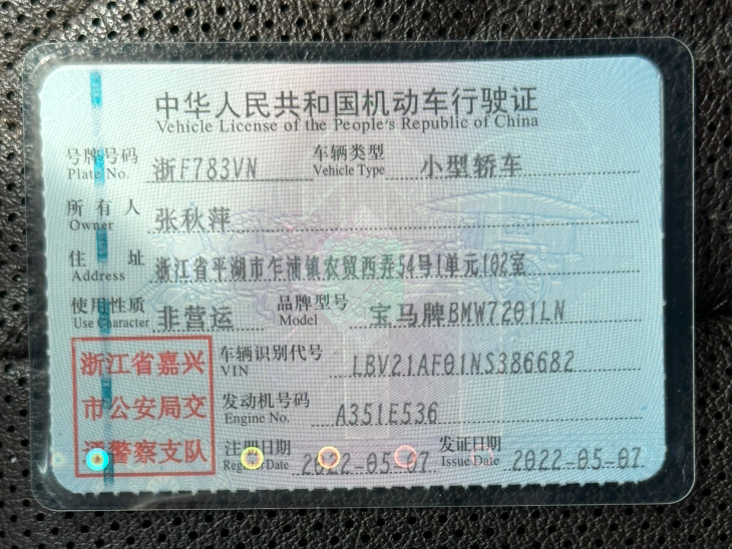 中华人民共和国机动车行驶证
Vehicle License of the People's Republic of China
号牌号码 浙F783VN 车辆类型 小型轿车
Plate No. Vehicle Type
所有人 张秋萍
Owner
住址 浙江省平湖市乍浦镇农贸西弄54号1单元102室
Address
使用性质 非营运 品牌型号 宝马牌BMW7201LN
Use Character Model
浙江省嘉兴
市公安局交
通警察支队
车辆识别代号 LBV21AF01NS386682
VIN
发动机号码 A351E536
Engine No.
注册日期 2022-05-07 发证日期 2022-05-07
Register Date Issue Date